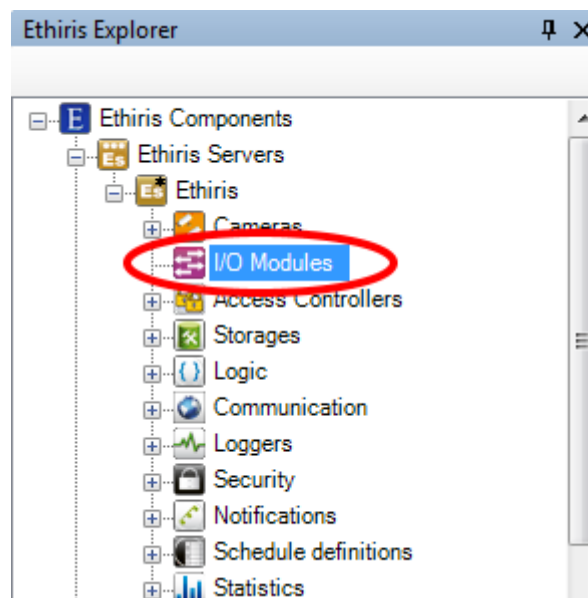 Ethiris Explorer
Ethiris Components
Ethiris Servers
Ethiris
Cameras
I/O Modules
Access Controllers
Storages
Logic
Communication
Loggers
Security
Notifications
Schedule definitions
Statistics